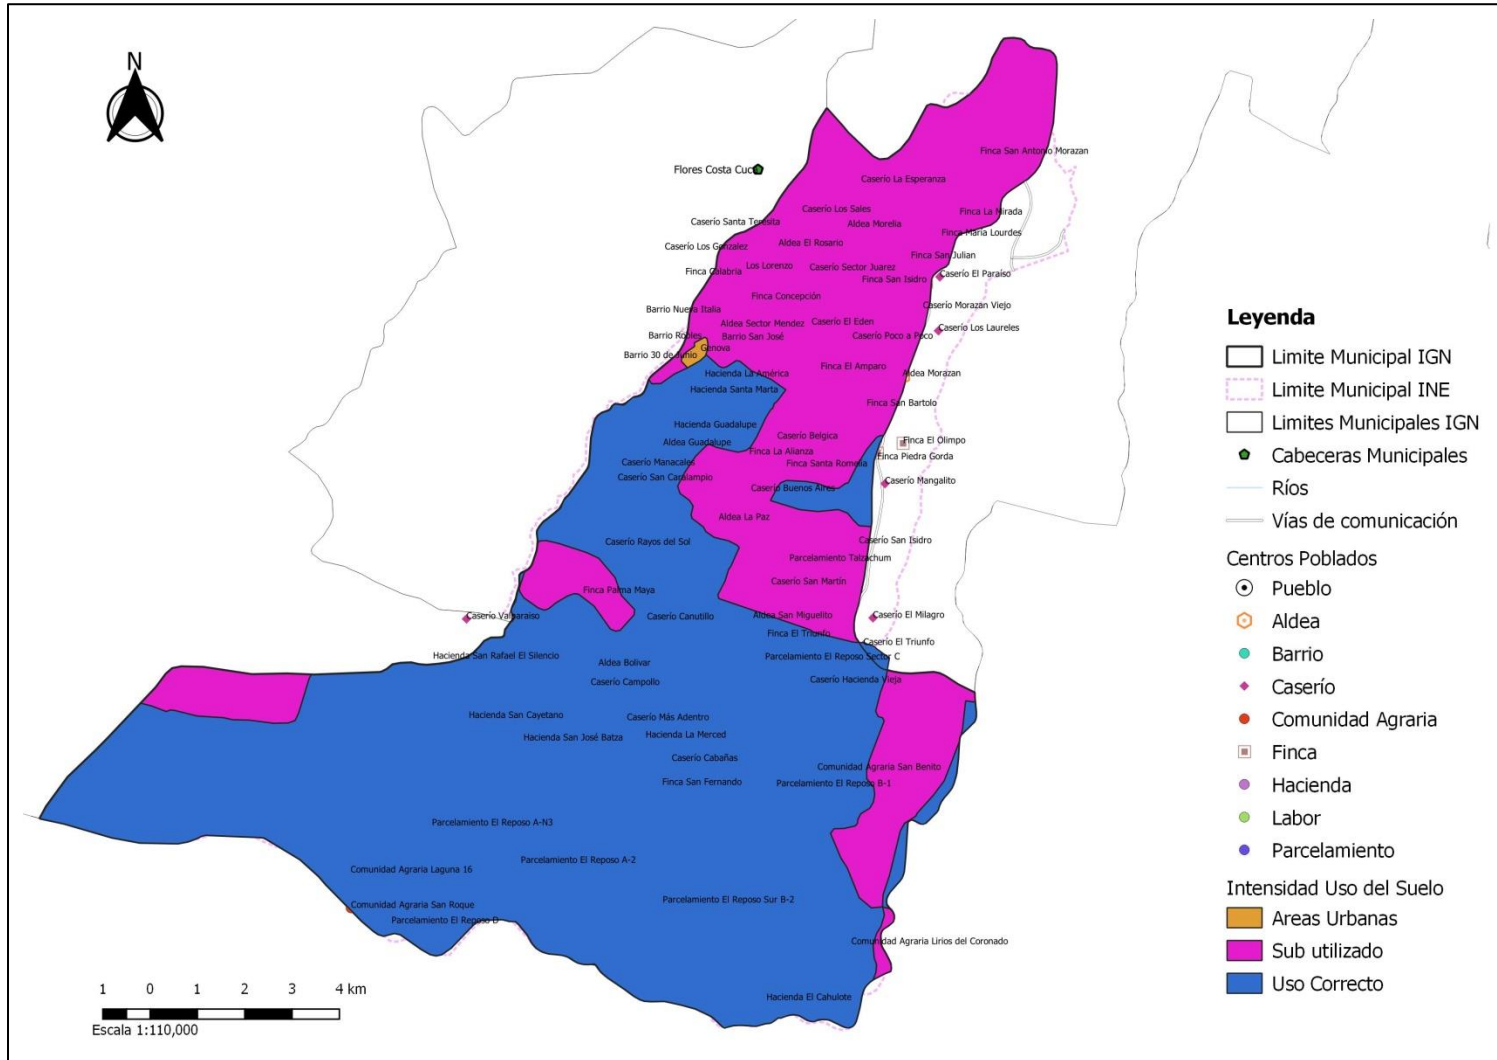 N
Flores Costa Cuca
Finca San Antonio Morazan
Caserío La Esperanza
Caserío Los Sales
Finca La Mirada
Caserío Santa Teresita
Aldea Morelia
Finca María Lourdes
Caserío Los Gonzalez
Aldea El Rosario
Finca San Julian
Los Lorenzo
Caserío Sector Juarez
Finca Calabria
Finca San Isidro
Caserío El Paraíso
Finca Concepción
Caserío Morazan Viejo
Barrio Nueva Italia
Aldea Sector Mendez
Caserío El Eden
Caserío Los Laureles
Barrio Robles
Barrio San José
Caserío Poco a Poco
Genova
Barrio 30 de Junio
Hacienda La América
Finca El Amparo
Aldea Morazan
Hacienda Santa Marta
Finca San Bartolo
Hacienda Guadalupe
Caserío Belgica
Finca El Olimpo
Aldea Guadalupe
Finca La Alianza
Finca Piedra Gorda
Caserío Manacales
Finca Santa Romelia
Caserío San Caralampio
Caserío Buenos Aires
Caserío Mangalito
Aldea La Paz
Caserío Rayos del Sol
Caserío San Isidro
Parcelamiento Talzachum
Caserío San Martín
Finca Palma Maya
Caserío Valparaiso
Caserío Canutillo
Aldea San Miguelito
Caserío El Milagro
Finca El Triunfo
Caserío El Triunfo
Hacienda San Rafael El Silencio
Aldea Bolivar
Parcelamiento El Reposo Sector C
Caserío Campollo
Caserío Hacienda Vieja
Hacienda San Cayetano
Caserío Más Adentro
Hacienda San José Batza
Hacienda La Merced
Caserío Cabañas
Comunidad Agraria San Benito
Finca San Fernando
Parcelamiento El Reposo B-1
Parcelamiento El Reposo A-N3
Parcelamiento El Reposo A-2
Comunidad Agraria Laguna 16
Parcelamiento El Reposo Sur B-2
Comunidad Agraria San Roque
Parcelamiento El Reposo D
Comunidad Agraria Lirios del Coronado
Hacienda El Cahulote
1 0 1 2 3 4 km
Escala 1:110,000
Leyenda
Limite Municipal IGN
Limite Municipal INE
Limites Municipales IGN
Cabeceras Municipales
Ríos
Vías de comunicación
Centros Poblados
Pueblo
Aldea
Barrio
Caserío
Comunidad Agraria
Finca
Hacienda
Labor
Parcelamiento
Intensidad Uso del Suelo
Areas Urbanas
Sub utilizado
Uso Correcto